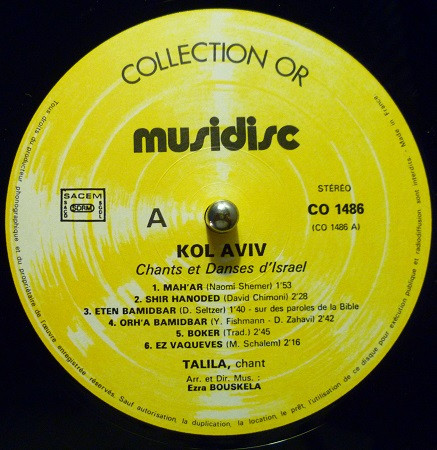 COLLECTION OR
musidisc
SACEM
SACD
SDRM
SGDL
A
STÉRÉO
CO 1486
(CO 1486 A)
KOL AVIV
Chants et Danses d'Israel
1. MAH'AR (Naomi Shemer) 1'53
2. SHIR HANODED (David Chimoni) 2'28
3. ETEN BAMIDBAR (D. Seltzer) 1'40 - sur des paroles de la Bible
4. ORH'A BAMIDBAR (Y. Fishmann - D. Zahavi) 2'42
5. BOKER (Trad.) 2'45
6. EZ VAQUEVES (M. Schalem) 2'16
TALILA, chant
Arr. et Dir. Mus. :
Ezra BOUSKELA
Tous droits du producteur phonographique et du propriétaire de l'œuvre enregistrée réservés. Sauf autorisation, la duplication, la location, le prêt, l'utilisation de ce disque pour exécution publique et radiodiffusion sont interdits. Made in France